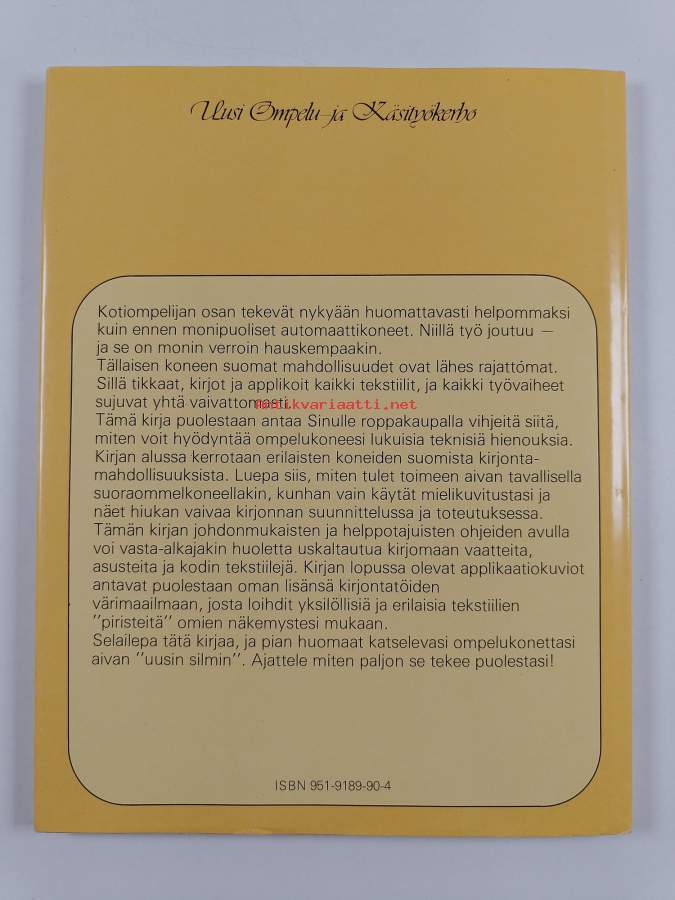 Uusi Ompelu- ja Käsityökerho
Kotiompelijan osan tekevät nykyään huomattavasti helpommaksi
kuin ennen monipuoliset automaattikoneet. Niillä työ joutuu —
ja se on monin verroin hauskempaakin.
Tällaisen koneen suomat mahdollisuudet ovat lähes rajattómat.
Sillä tikkaat, kirjot ja applikoit kaikki tekstiilit, ja kaikki työvaiheet
sujuvat yhtä vaivattomasti.
antikvariaatti.net
Tämä kirja puolestaan antaa Sinulle roppakaupalla vihjeitä siitä,
miten voit hyödyntää ompelukoneesi lukuisia teknisiä hienouksia.
Kirjan alussa kerrotaan erilaisten koneiden suomista kirjonta-
mahdollisuuksista. Luepa siis, miten tulet toimeen aivan tavallisella
suoraommelkoneellakin, kunhan vain käytät mielikuvitustasi ja
näet hiukan vaivaa kirjonnan suunnittelussa ja toteutuksessa.
Tämän kirjan johdonmukaisten ja helppotajuisten ohjeiden avulla
voi vasta-alkajakin huoletta uskaltautua kirjomaan vaatteita,
asusteita ja kodin tekstiilejä. Kirjan lopussa olevat applikaatiokuviot
antavat puolestaan oman lisänsä kirjontatöiden
värimaailmaan, josta loihdit yksilöllisiä ja erilaisia tekstiilien
"piristeitä" omien näkemystesi mukaan.
Selailepa tätä kirjaa, ja pian huomaat katselevasi ompelukonettasi
aivan "uusin silmin". Ajattele miten paljon se tekee puolestasi!
ISBN 951-9189-90-4